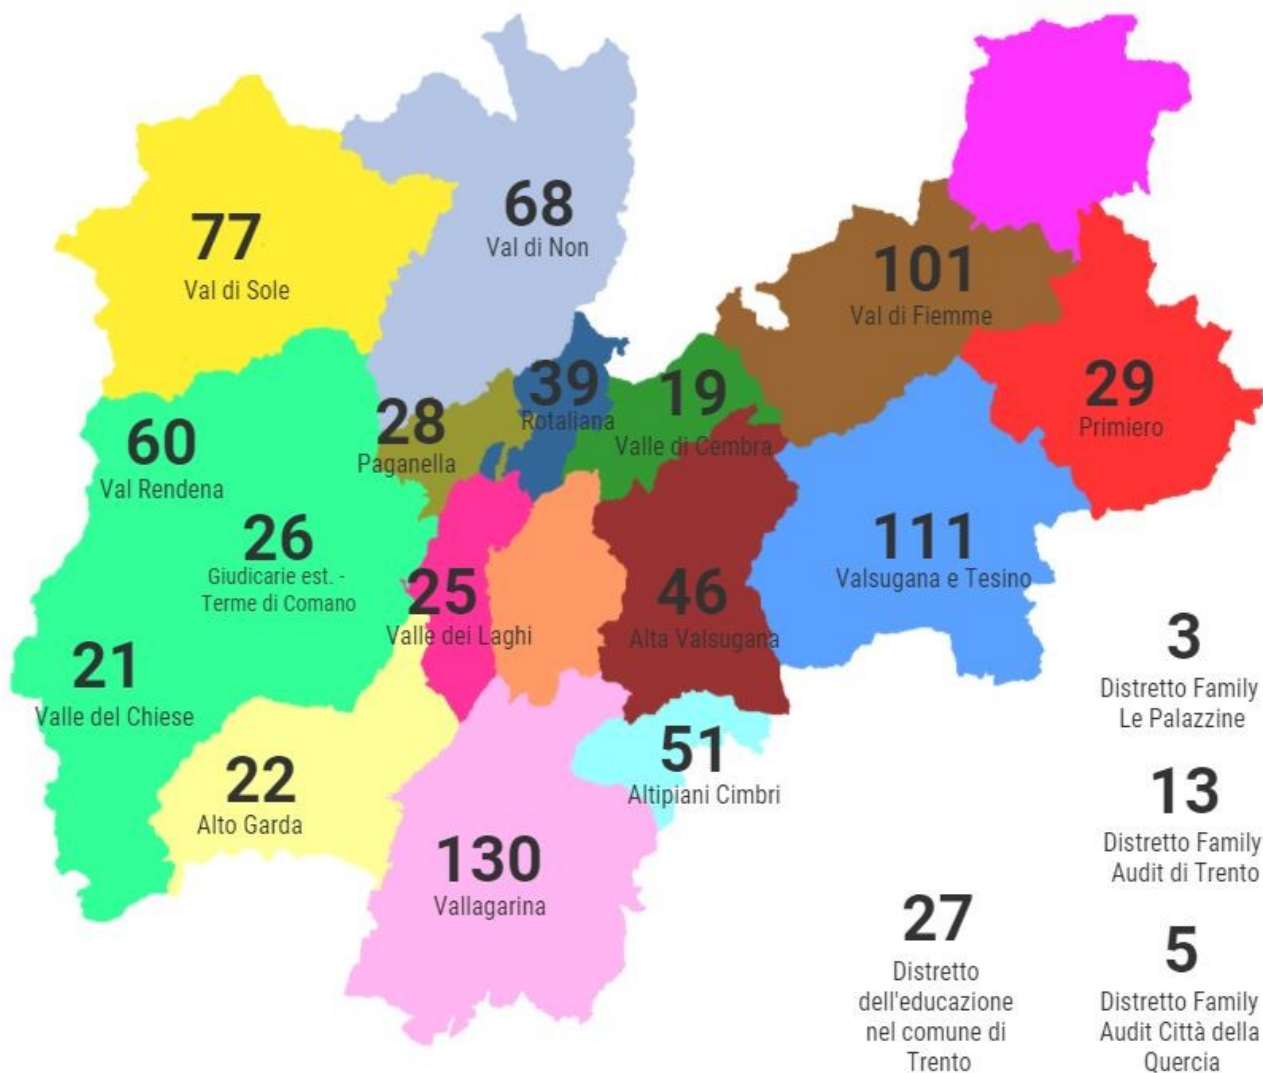 68
Val di Non
77
Val di Sole
101
Val di Fiemme
39
Rotaliana
19
Valle di Cembra
29
Primiero
28
Paganella
60
Val Rendena
26
Giudicarie est. -
Terme di Comano
111
Valsugana e Tesino
25
Valle dei Laghi
46
Alta Valsugana
21
Valle del Chiese
3
Distretto Family
Le Palazzine
51
Altipiani Cimbri
22
Alto Garda
13
Distretto Family
Audit di Trento
130
Vallagarina
27
Distretto
dell'educazione
nel comune di
Trento
5
Distretto Family
Audit Città della
Quercia